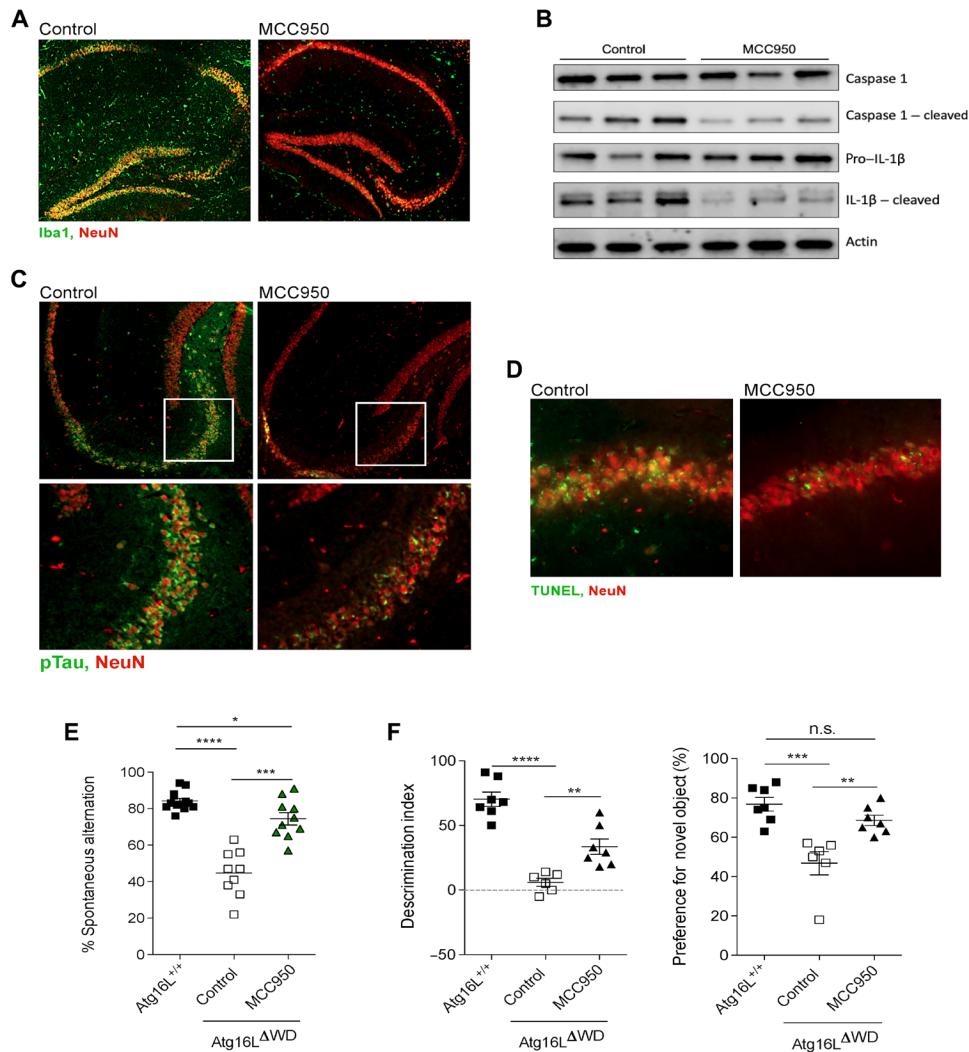 A
Control
MCC950
Iba1, NeuN
B
Control
MCC950
Caspase 1
Caspase 1 – cleaved
Pro–IL-1β
IL-1β – cleaved
Actin
C
Control
MCC950
pTau, NeuN
D
Control
MCC950
TUNEL, NeuN
E
*
****
***
% Spontaneous alternation
100
80
60
40
20
0
Atg16L+/+
Control
MCC950
Atg16LΔWD
F
****
**
Descrimination index
100
50
0
−50
Atg16L+/+
Control
MCC950
Atg16LΔWD
n.s.
***
**
Preference for novel object (%)
100
80
60
40
20
0
Atg16L+/+
Control
MCC950
Atg16LΔWD